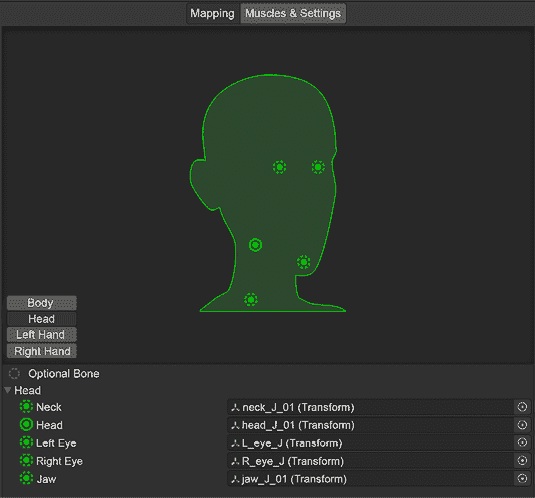 Mapping Muscles & Settings
Body
Head
Left Hand
Right Hand
Optional Bone
Head
Neck neck_J_01 (Transform)
Head head_J_01 (Transform)
Left Eye L_eye_J (Transform)
Right Eye R_eye_J (Transform)
Jaw jaw_J_01 (Transform)